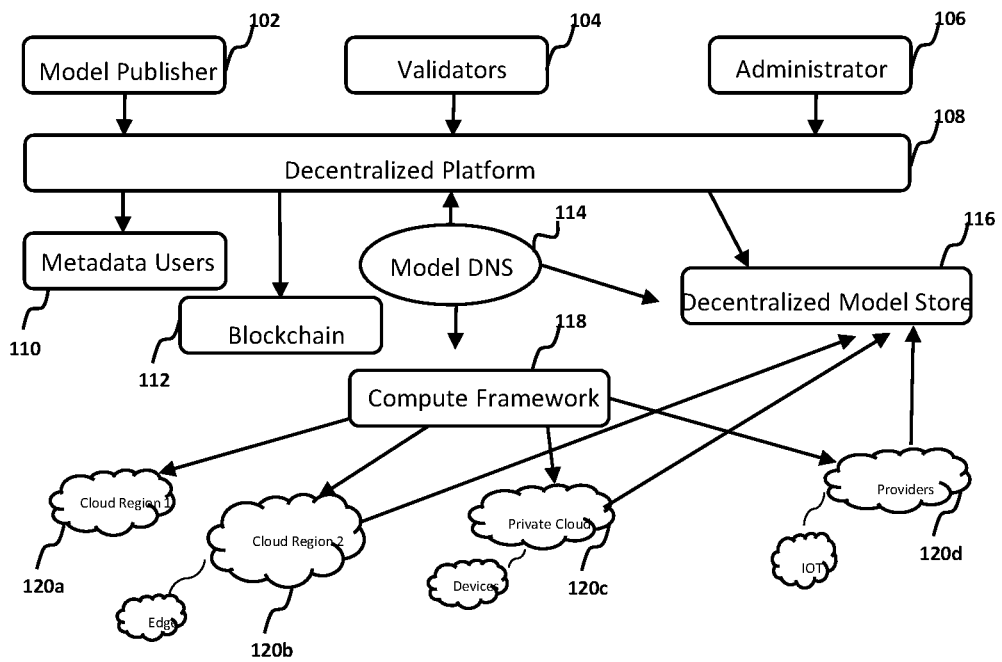 102
104
106
Model Publisher
Validators
Administrator
108
Decentralized Platform
114
116
Metadata Users
Model DNS
Decentralized Model Store
110
Blockchain
118
112
Compute Framework
Cloud Region 1
Providers
Cloud Region 2
Private Cloud
120a
IOT
120d
Devices
120c
Edge
120b